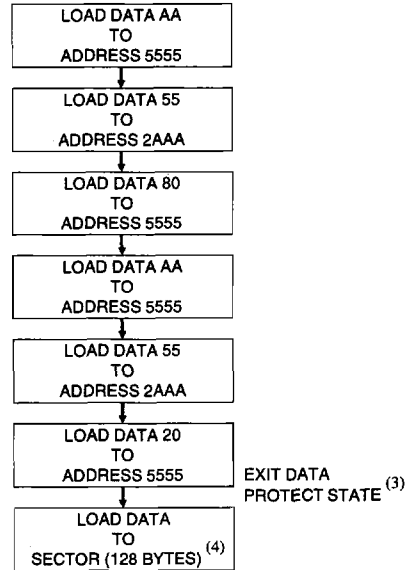 LOAD DATA AA
TO
ADDRESS 5555
LOAD DATA 55
TO
ADDRESS 2AAA
LOAD DATA 80
TO
ADDRESS 5555
LOAD DATA AA
TO
ADDRESS 5555
LOAD DATA 55
TO
ADDRESS 2AAA
LOAD DATA 20
TO
ADDRESS 5555
EXIT DATA
PROTECT STATE (3)
LOAD DATA
TO
SECTOR (128 BYTES) (4)